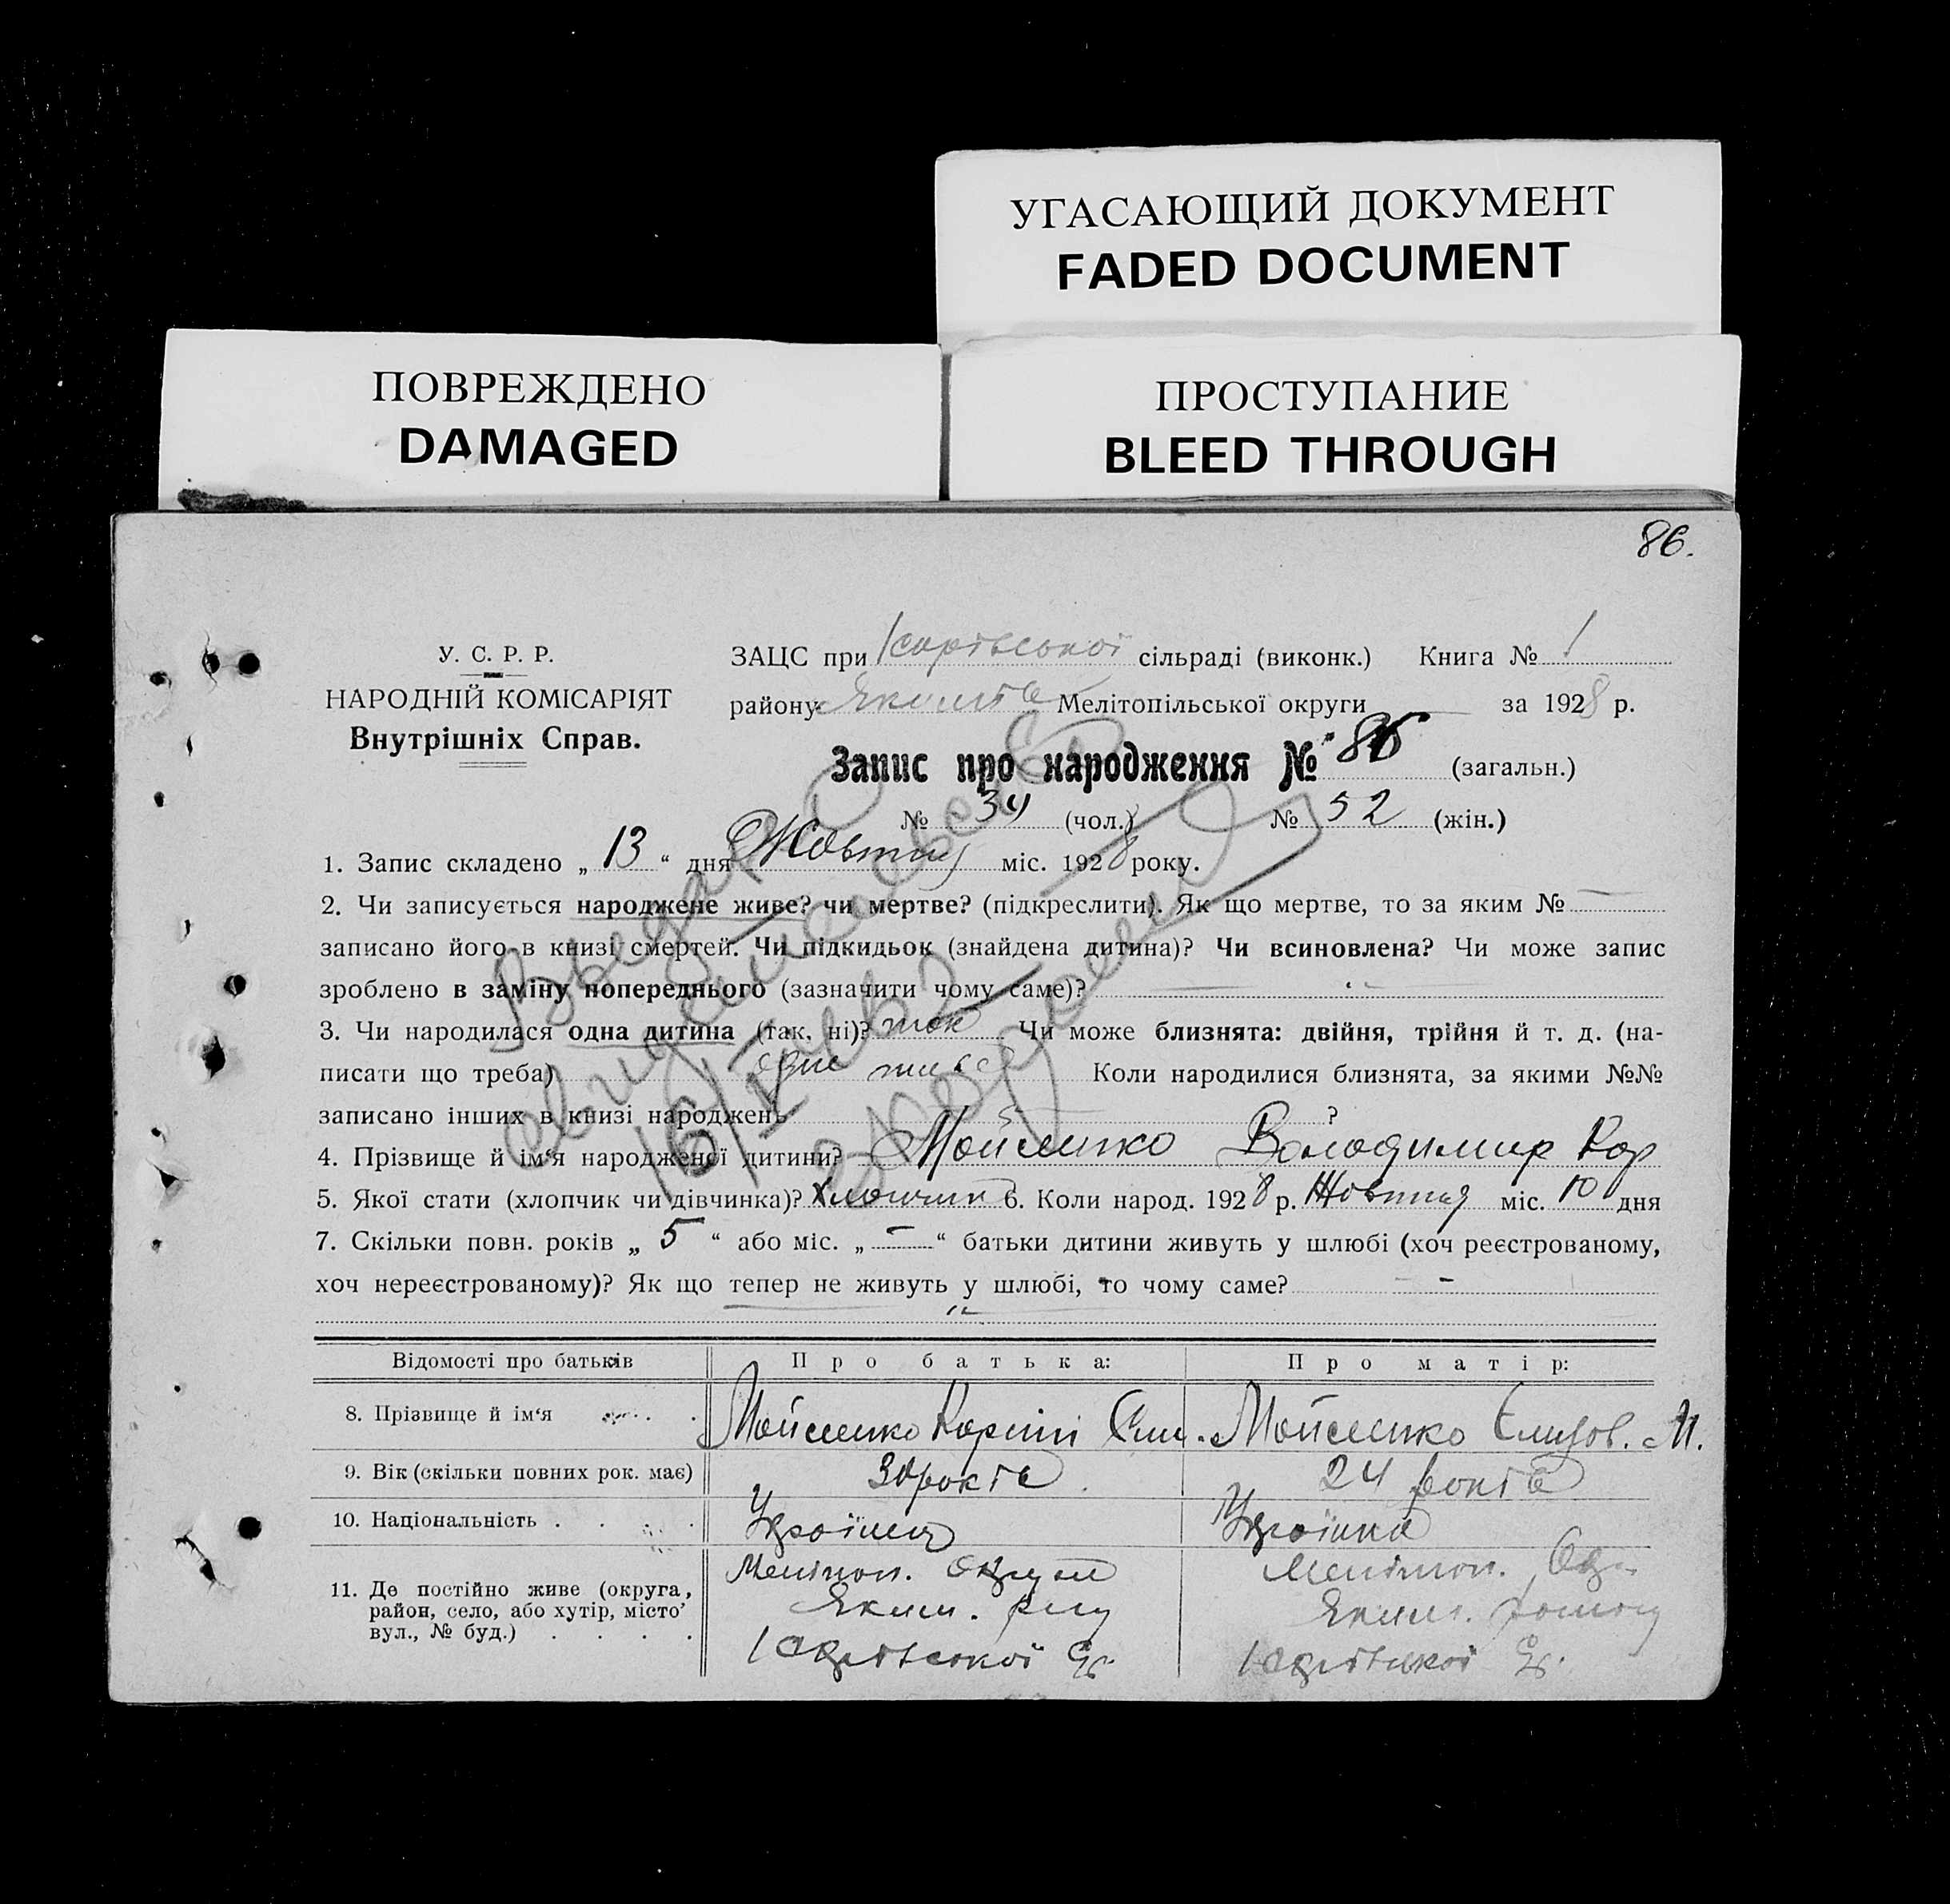 УГАСАЮЩИЙ ДОКУМЕНТ
FADED DOCUMENT
ПОВРЕЖДЕНО
DAMAGED
ПРОСТУПАНИЕ
BLEED THROUGH
86.
У. С. Р. Р.
НАРОДНІЙ КОМІСАРІЯТ
Внутрішніх Справ.
ЗАЦС при сільраді (виконк.) Книга № 1
району Мелітопільської округи за 1928 р.
Запис про народження № 86 (загальн.)
№ 34 (чол.) № 52 (жін.)
1. Запис складено „ 13 “ дня Жовтня міс. 1928 року.
2. Чи записується народжене живе? чи мертве? (підкреслити). Як що мертве, то за яким №
записано його в книзі смертей. Чи підкидьок (знайдена дитина)? Чи всиновлена? Чи може запис
зроблено в заміну попереднього (зазначити чому саме)?
3. Чи народилася одна дитина (так, ні)? так Чи може близнята: двійня, трійня й т. д. (на-
писати що треба) Коли народилися близнята, за якими №№
записано інших в книзі народжень ?
4. Прізвище й ім‘я народженої дитини? Мойсенко Володимир Кор
5. Якої стати (хлопчик чи дівчинка)? Хлопчик 6. Коли народ. 1928 р. Жовтня міс. 10 дня
7. Скільки повн. років „ 5 “ або міс. „ — “ батьки дитини живуть у шлюбі (хоч реєстрованому,
хоч нереєстрованому)? Як що тепер не живуть у шлюбі, то чому саме? -
Відомості про батьків Про батька: Про матір:
8. Прізвище й ім‘я . . Мойсенко Мойсенко Єлизов. М.
9. Вік (скільки повних рок. має) 30 років 24 років
10. Національність . . . . Українец Українка
11. Де постійно живе (округа, Меліноп. Округи Мелітоп. Окр.
район, село, або хутір, місто’ Яким. Яким. району
вул., № буд.) . . . .